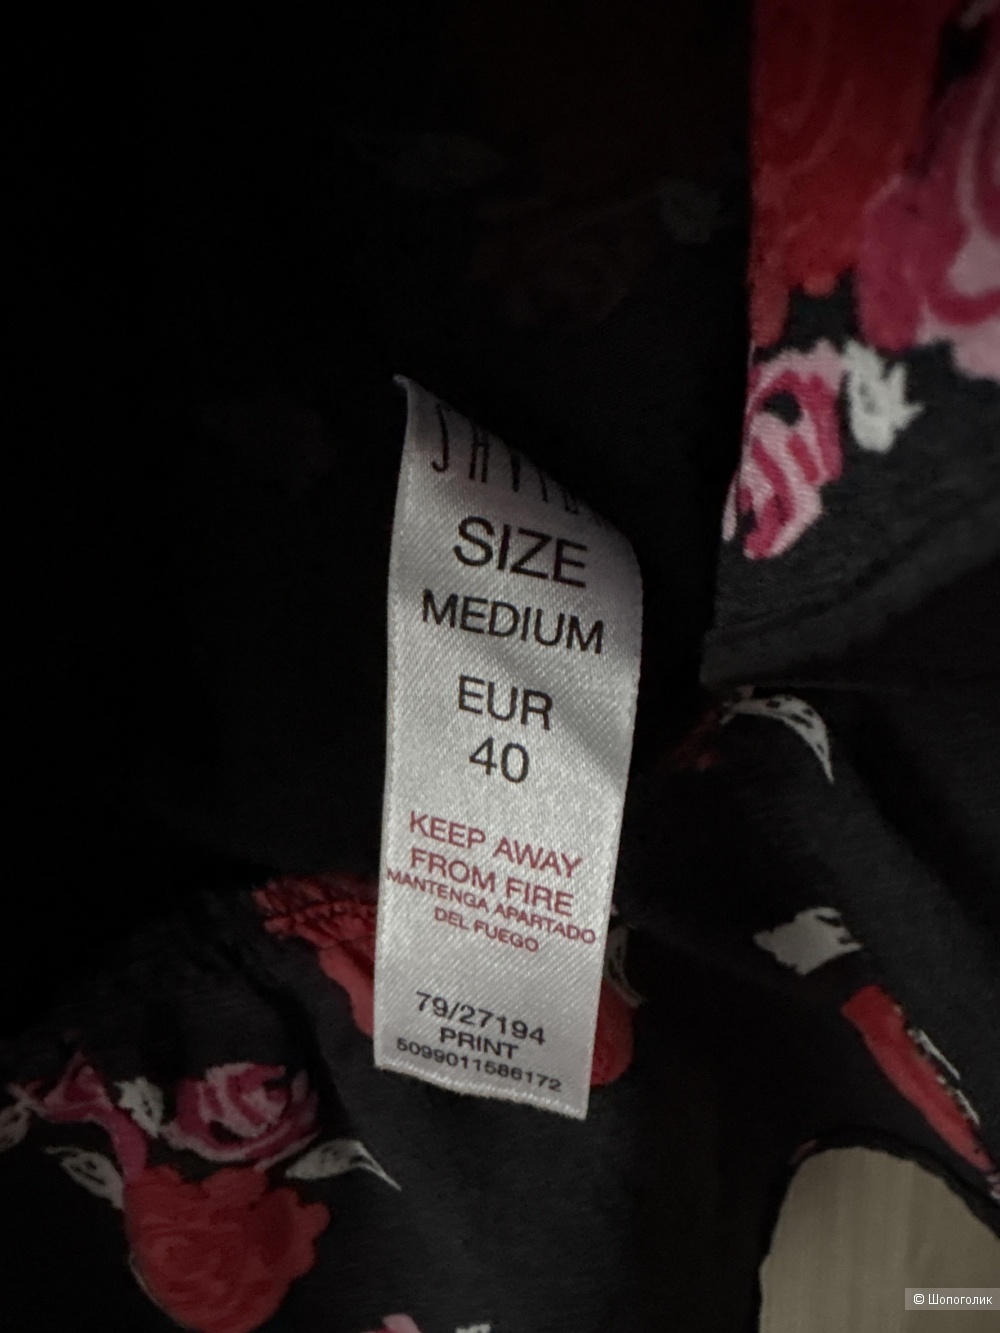 SIZE
MEDIUM
EUR
40
KEEP AWAY
FROM FIRE
MANTENGA APARTADO
DEL FUEGO
79/27194
PRINT
5099011586172
© Шопоголик